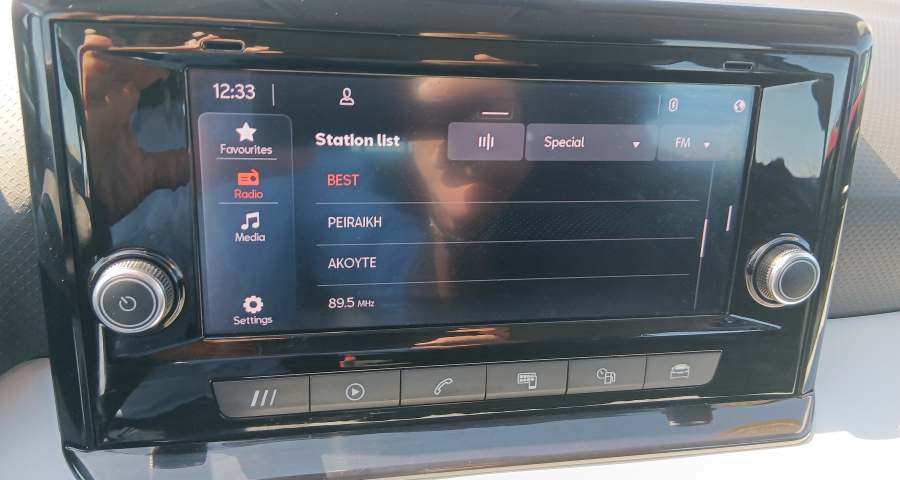 12:33
Favourites
Radio
Media
Settings
Station list
Special
FM
BEST
PEIRAIKH
AKOYTE
89.5 MHz